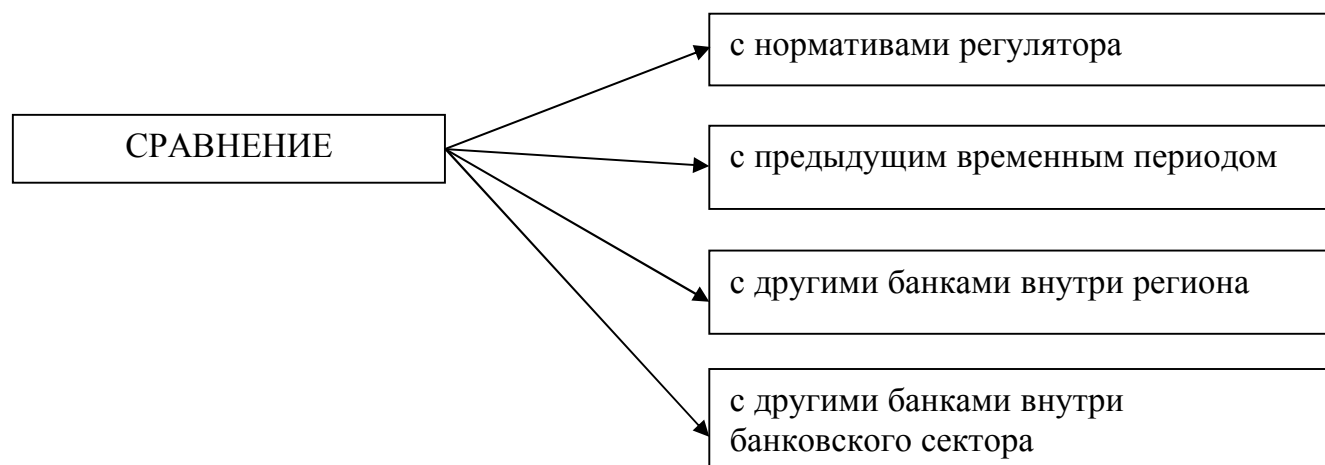 СРАВНЕНИЕ
с нормативами регулятора
с предыдущим временным периодом
с другими банками внутри региона
с другими банками внутри
банковского сектора